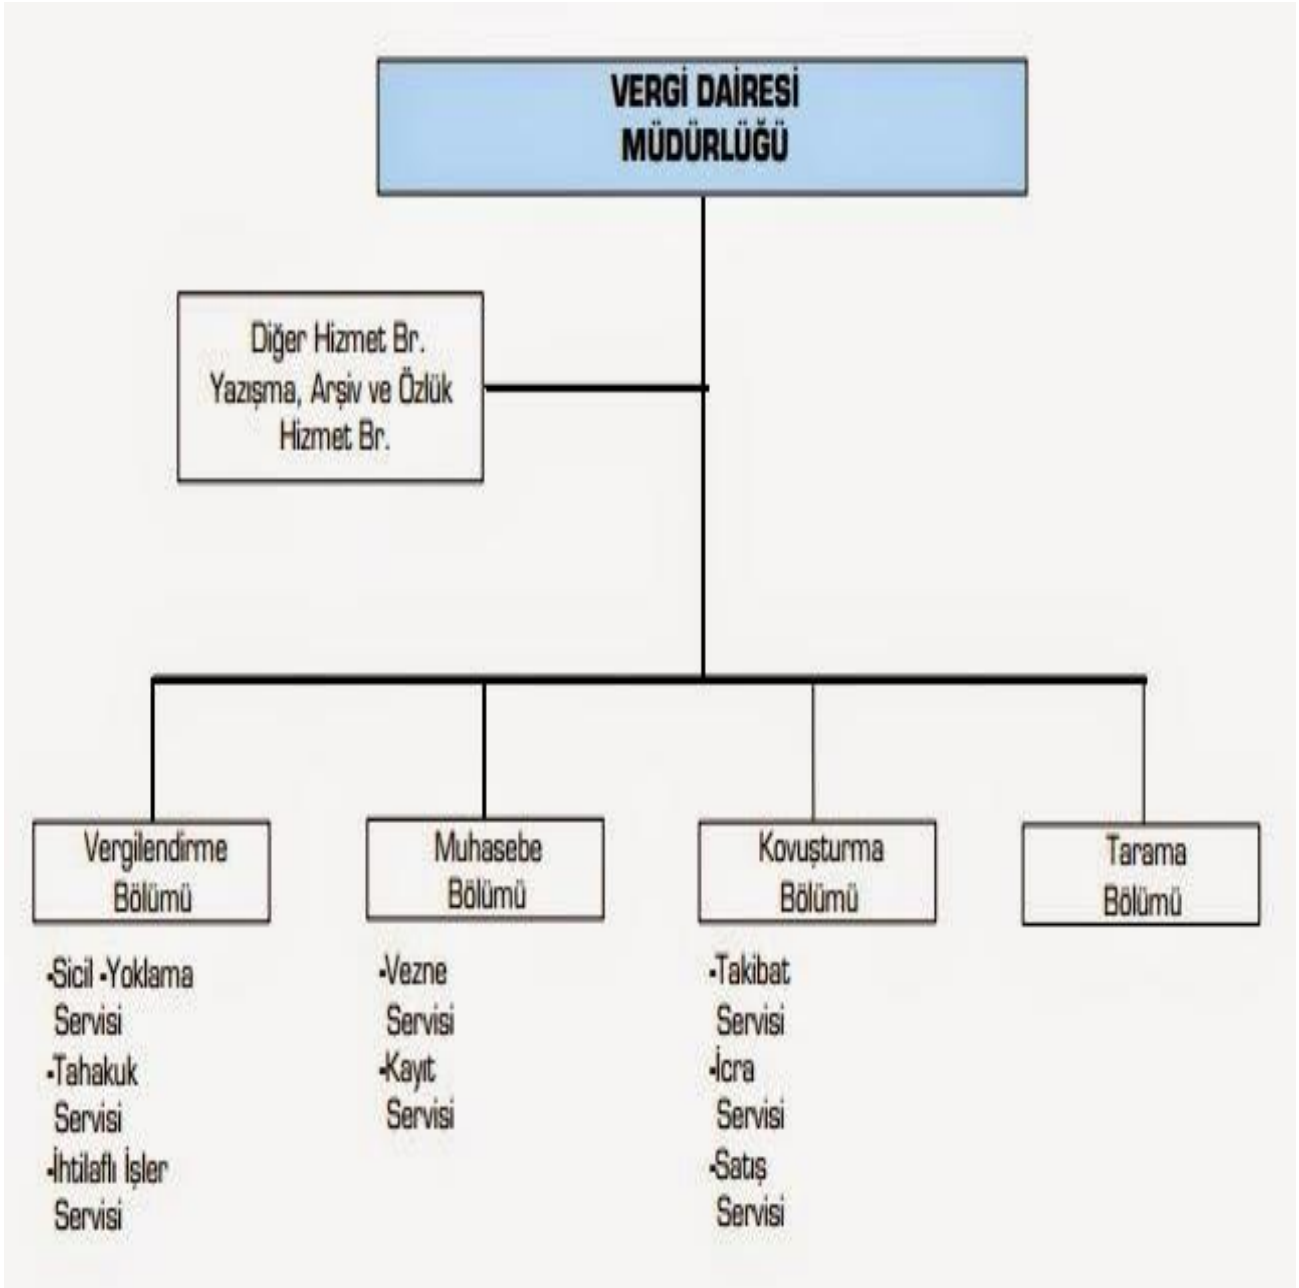 VERGİ DAİRESİ
MÜDÜRLÜĞÜ
Diğer Hizmet Br.
Yazışma, Arşiv ve Özlük
Hizmet Br.
Vergilendirme
Bölümü
-Sicil -Yoklama
Servisi
-Tahakuk
Servisi
-İhtilaflı İşler
Servisi
Muhasebe
Bölümü
-Vezne
Servisi
-Kayıt
Servisi
Kovuşturma
Bölümü
-Takibat
Servisi
-İcra
Servisi
-Satış
Servisi
Tarama
Bölümü